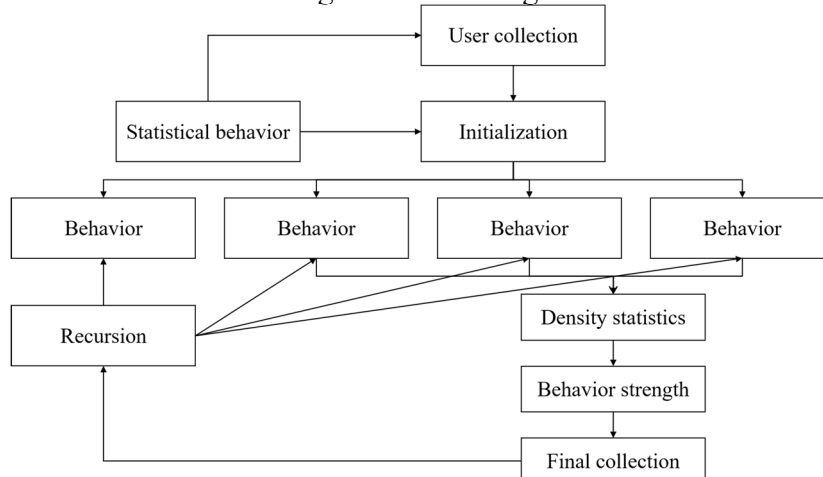 User collection
Statistical behavior
Initialization
Behavior
Behavior
Behavior
Behavior
Recursion
Density statistics
Behavior strength
Final collection